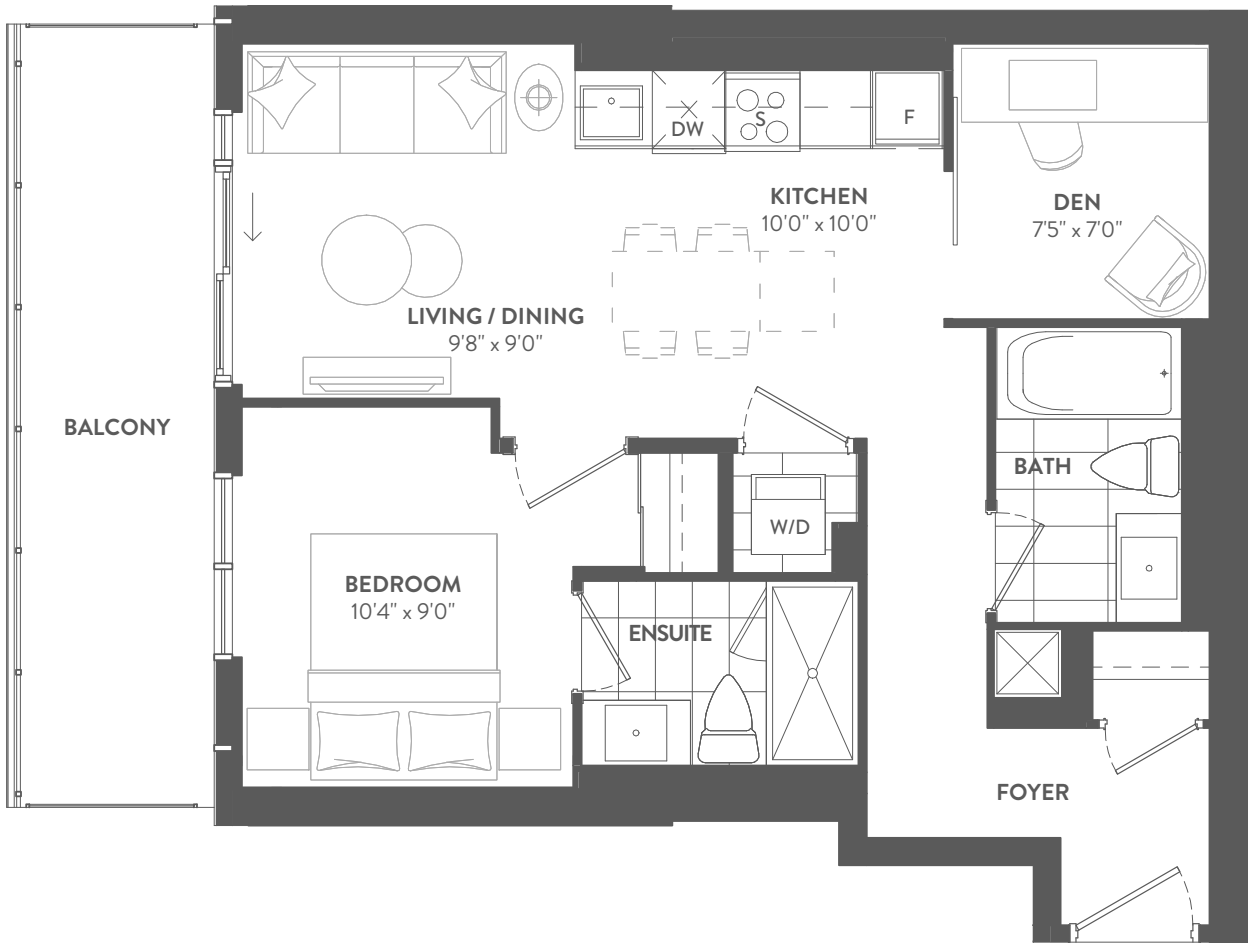 DW
S
F
KITCHEN
10'0" x 10'0"
DEN
7'5" x 7'0"
LIVING / DINING
9'8" x 9'0"
BALCONY
BATH
W/D
BEDROOM
10'4" x 9'0"
ENSUITE
FOYER